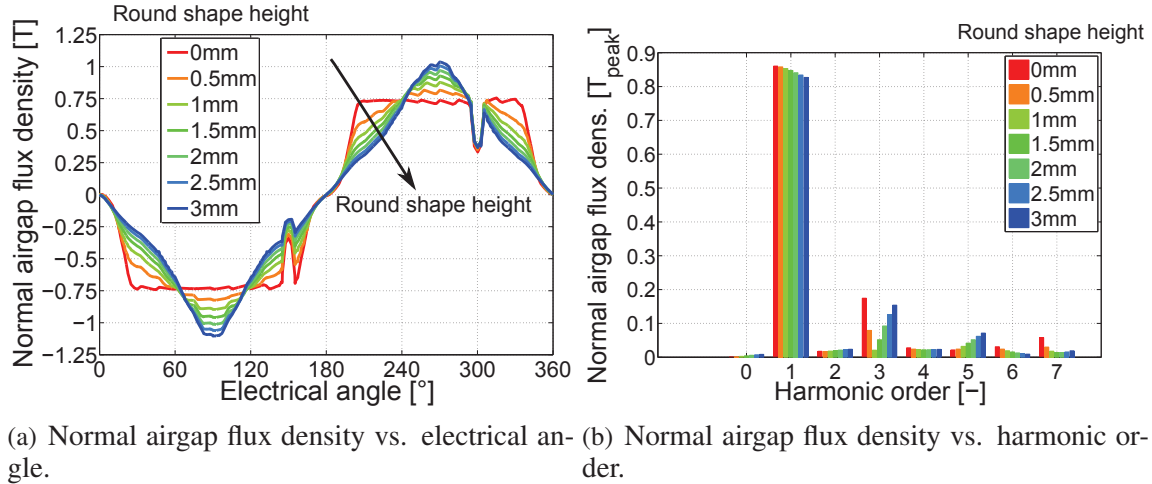 Round shape height
Normal airgap flux density [T]
1.25
1
0.75
0.5
0.25
0
-0.25
-0.5
-0.75
-1
-1.25
0mm
0.5mm
1mm
1.5mm
2mm
2.5mm
3mm
Round shape height
0 60 120 180 240 300 360
Electrical angle [°]
(a) Normal airgap flux density vs. electrical an-
gle.
Round shape height
Normal airgap flux dens. [T_peak]
0.9
0.8
0.7
0.6
0.5
0.4
0.3
0.2
0.1
0
0mm
0.5mm
1mm
1.5mm
2mm
2.5mm
3mm
0 1 2 3 4 5 6 7
Harmonic order [−]
(b) Normal airgap flux density vs. harmonic or-
der.